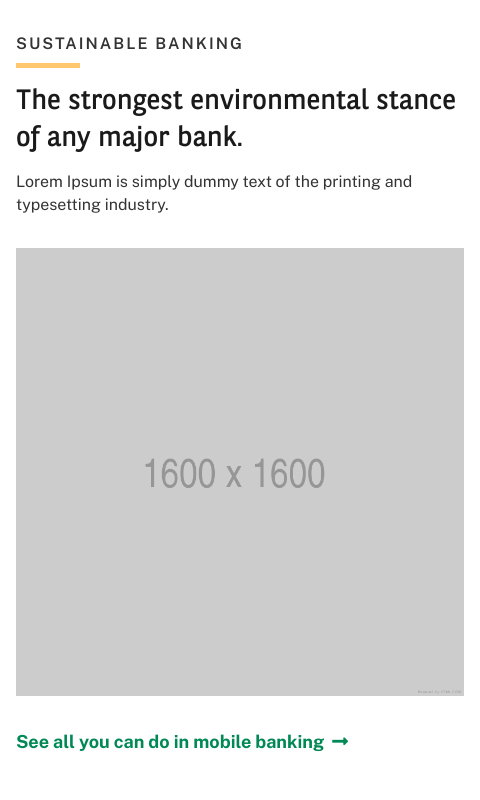 SUSTAINABLE BANKING
The strongest environmental stance
of any major bank.
Lorem Ipsum is simply dummy text of the printing and
typesetting industry.
1600 x 1600
See all you can do in mobile banking →